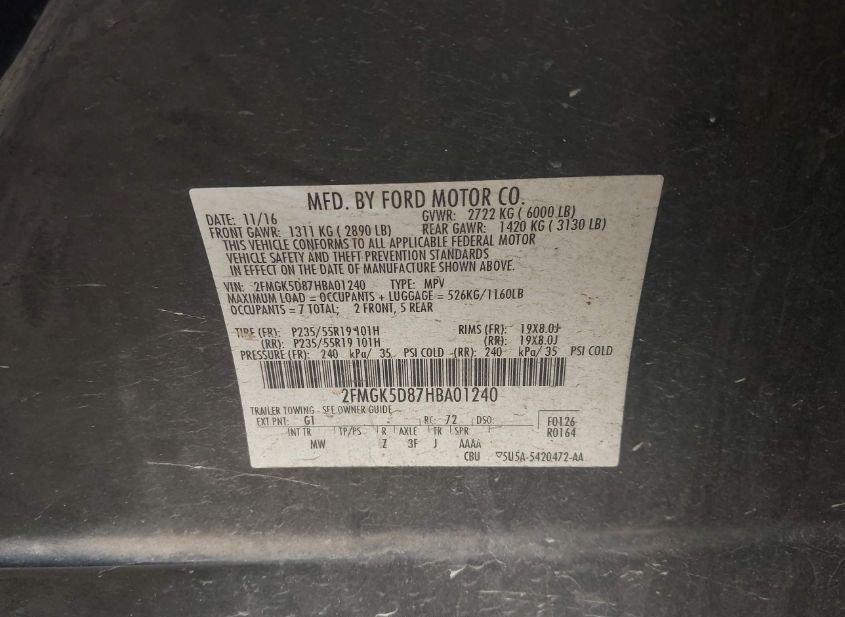 MFD. BY FORD MOTOR CO.
DATE: 11/16 GVWR: 2722 KG ( 6000 LB)
FRONT GAWR: 1311 KG ( 2890 LB) REAR GAWR: 1420 KG ( 3130 LB)
THIS VEHICLE CONFORMS TO ALL APPLICABLE FEDERAL MOTOR
VEHICLE SAFETY AND THEFT PREVENTION STANDARDS
IN EFFECT ON THE DATE OF MANUFACTURE SHOWN ABOVE.
VIN: 2FMGK5D87HBA01240 TYPE: MPV
MAXIMUM LOAD = OCCUPANTS + LUGGAGE = 526KG/1160LB
OCCUPANTS = 7 TOTAL; 2 FRONT, 5 REAR
TIRE (FR): P235/55R19 101H RIMS (FR): 19X8.0J
(RR): P235/55R19 101H (RR): 19X8.0J
PRESSURE (FR): 240 kPa/ 35 PSI COLD (RR): 240 kPa/ 35 PSI COLD
2FMGK5D87HBA01240
TRAILER TOWING - SEE OWNER GUIDE
EXT PNT: G1 RC: 72 DSO: F0126
INT TR TP/PS R AXLE TR SPR R0164
MW Z 3F J AAAA
CBU 5U5A-5420472-AA